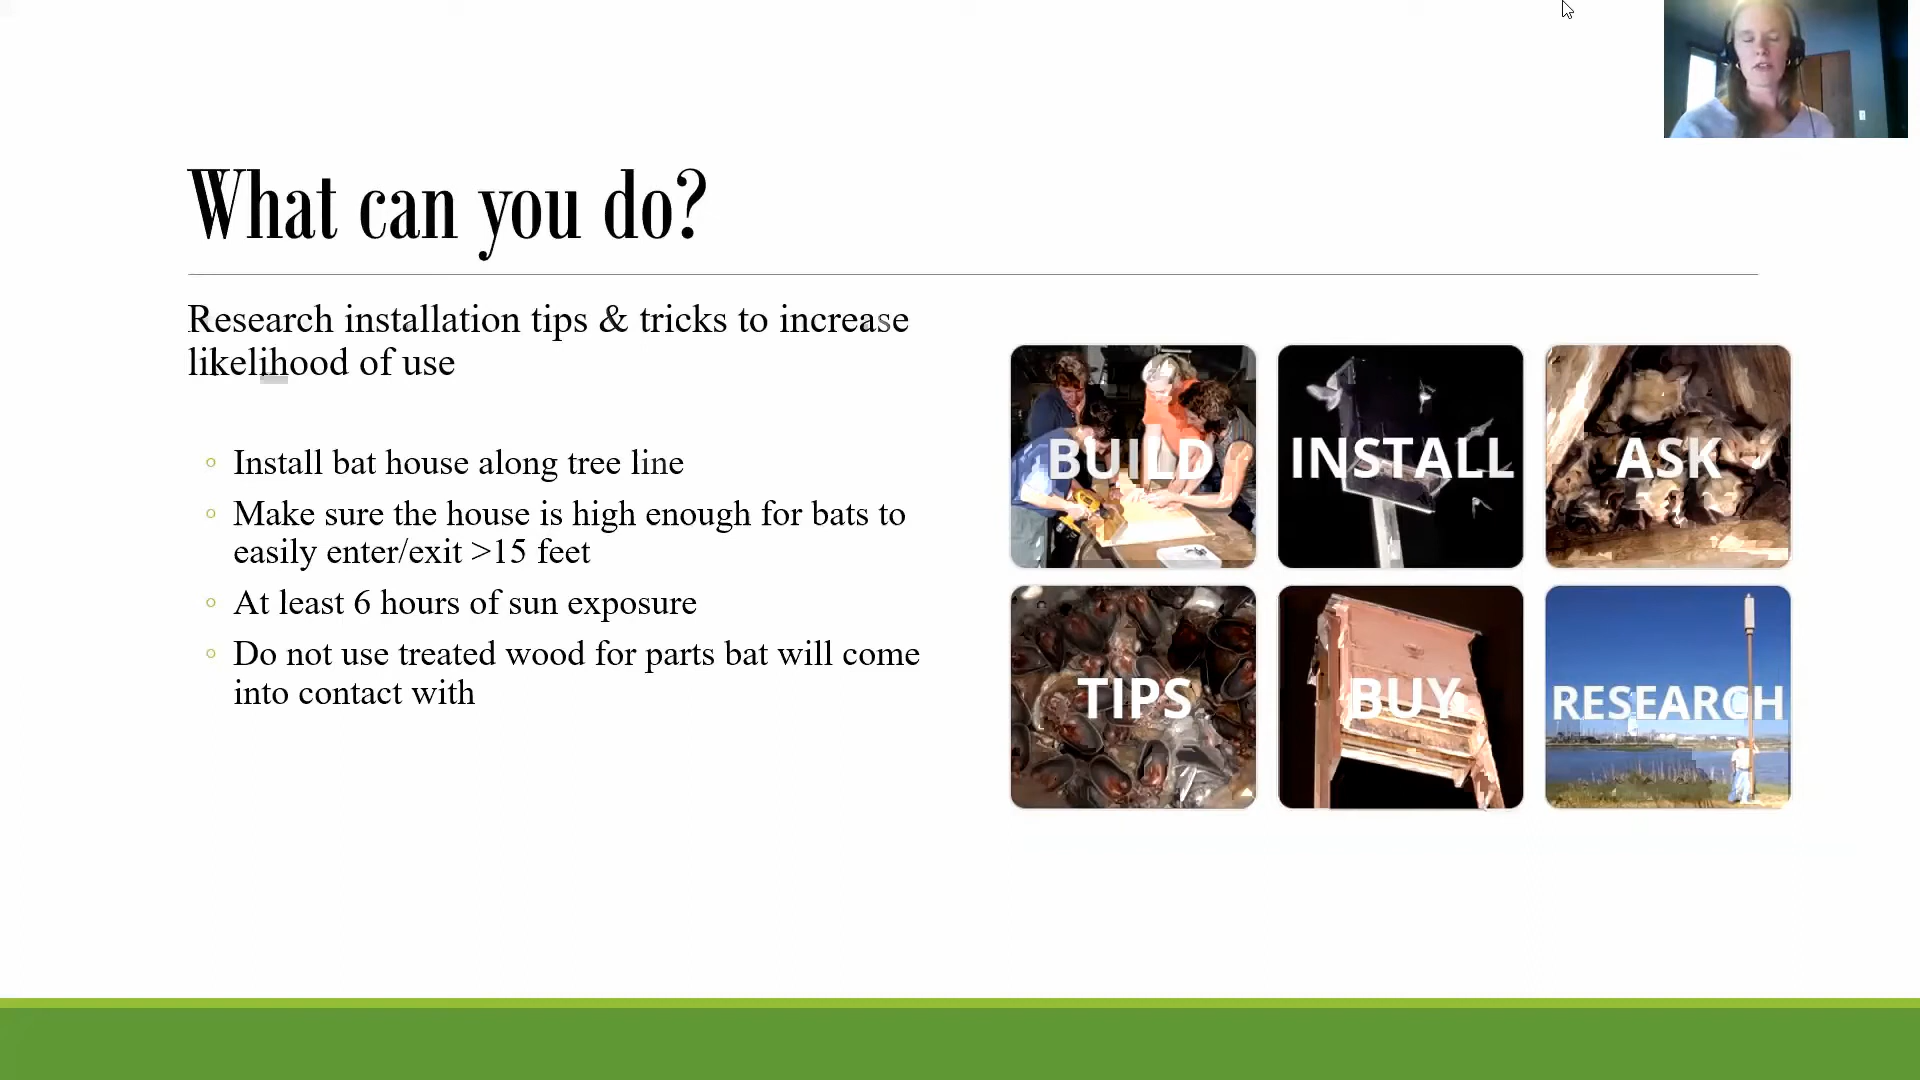 What can you do?
Research installation tips & tricks to increase
likelihood of use
Install bat house along tree line
Make sure the house is high enough for bats to
easily enter/exit >15 feet
At least 6 hours of sun exposure
Do not use treated wood for parts bat will come
into contact with
BUILD
INSTALL
ASK
TIPS
BUY
RESEARCH